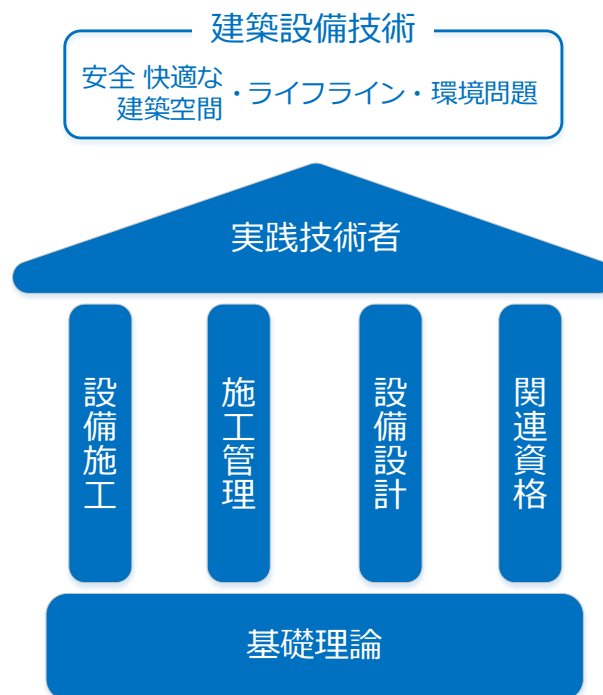 建築設備技術
安全 快適な
建築空間
・ライフライン・環境問題
実践技術者
設備施工
施工管理
設備設計
関連資格
基礎理論